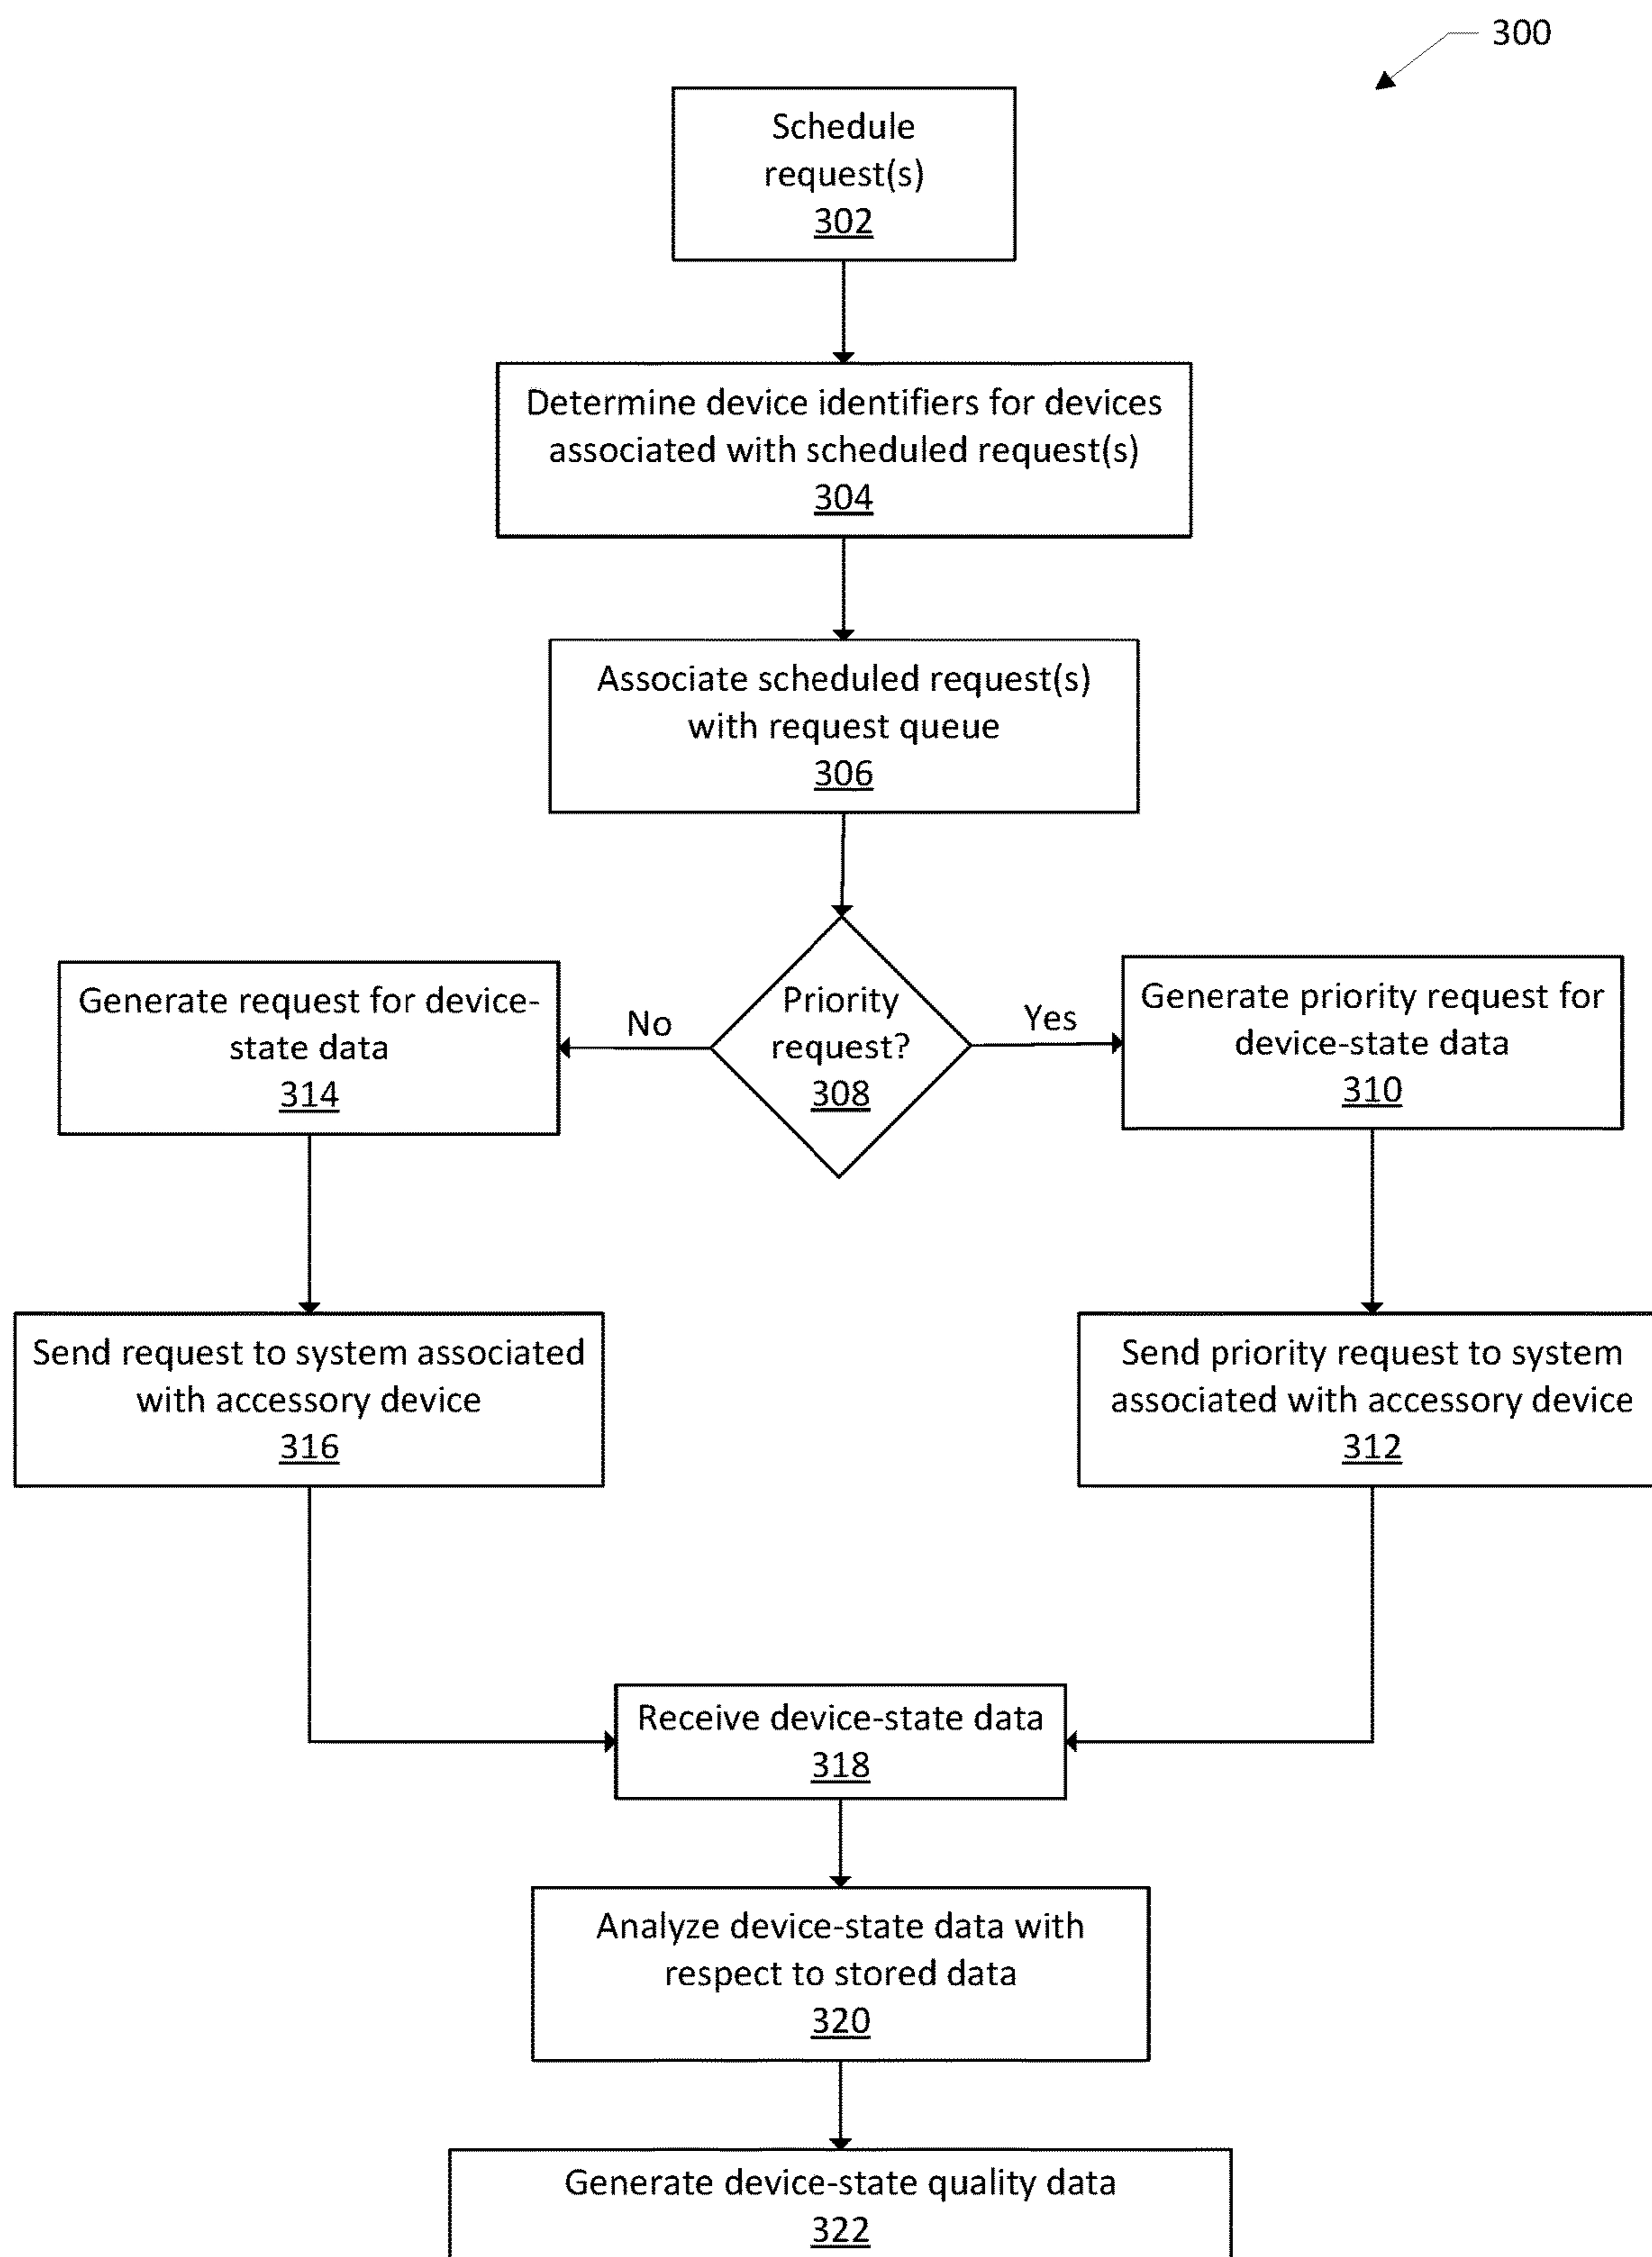 300
Schedule
request(s)
302
Determine device identifiers for devices
associated with scheduled request(s)
304
Associate scheduled request(s)
with request queue
306
Priority
request?
308
No
Yes
Generate request for device-
state data
314
Generate priority request for
device-state data
310
Send request to system associated
with accessory device
316
Send priority request to system
associated with accessory device
312
Receive device-state data
318
Analyze device-state data with
respect to stored data
320
Generate device-state quality data
322